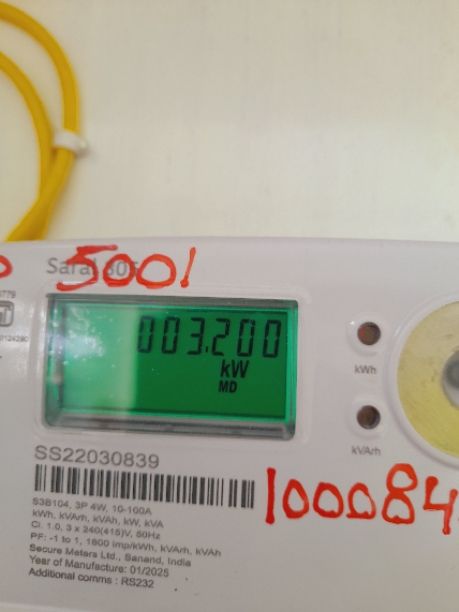 5001
Saral 305
003.200
kW
MD
kWh
kVArh
SS22030839
S3B104, 3P 4W, 10-100A
kWh, kVArh, kVAh, kW, kVA
Cl. 1.0, 3 x 240(415)V, 50Hz
PF: -1 to 1, 1600 imp/kWh, kVArh, kVAh
Secure Meters Ltd., Sanand, India
Year of Manufacture: 01/2025
Additional comms : RS232
100084